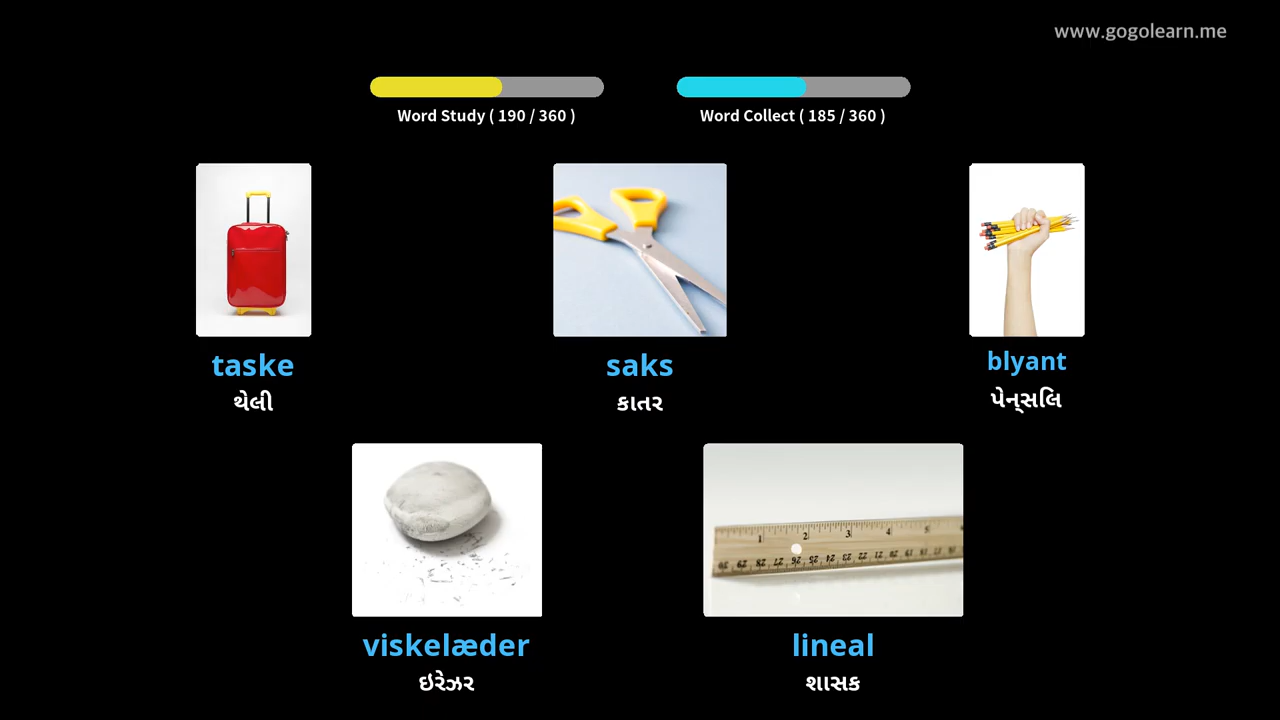 www.gogolearn.me
Word Study ( 190 / 360 )
Word Collect ( 185 / 360 )
taske
થેલી
saks
કાતર
blyant
પેન્સલિ
viskelæder
ઇરેઝર
lineal
શાસક